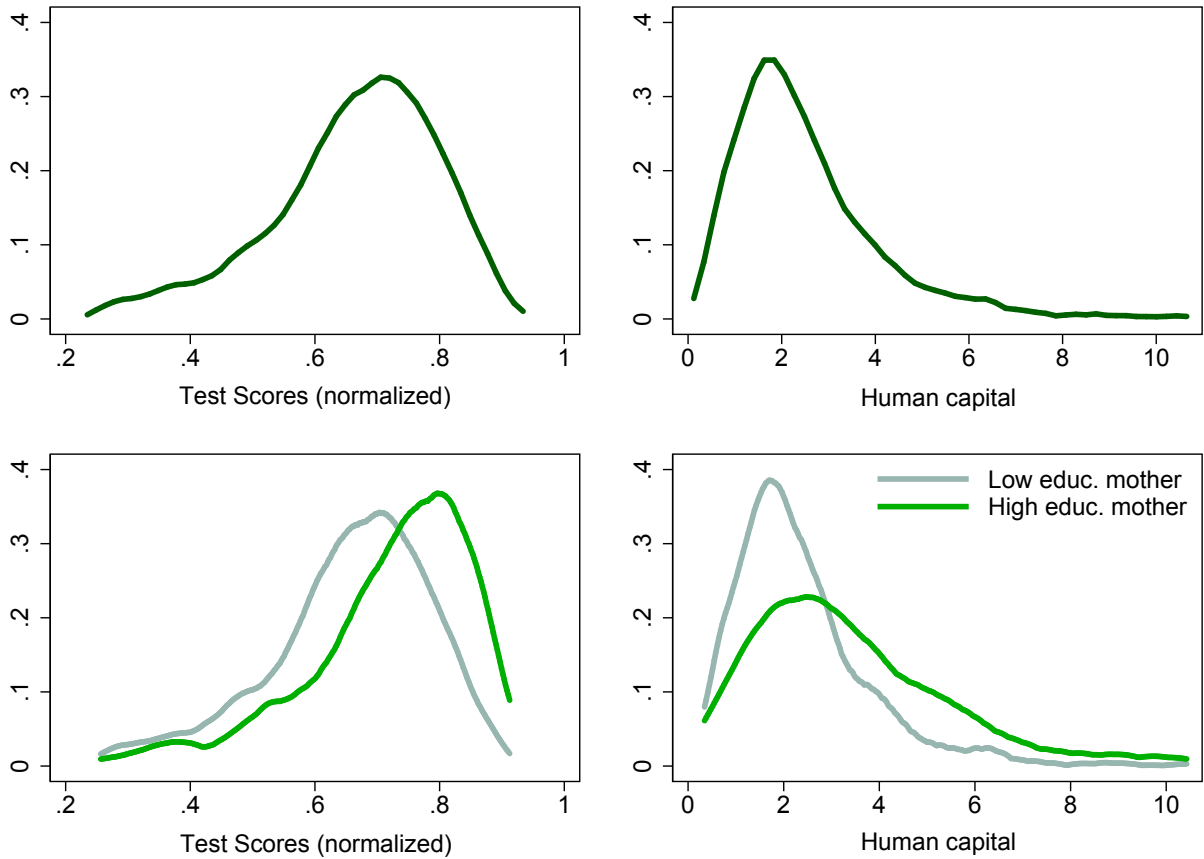 .4
.3
.2
.1
0
.2 .4 .6 .8 1
Test Scores (normalized)
.4
.3
.2
.1
0
0 2 4 6 8 10
Human capital
.4
.3
.2
.1
0
.2 .4 .6 .8 1
Test Scores (normalized)
Low educ. mother
High educ. mother
.4
.3
.2
.1
0
0 2 4 6 8 10
Human capital